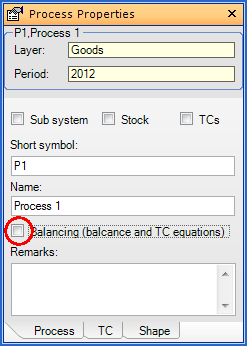 Process Properties
P1,Process 1
Layer: Goods
Period: 2012
Sub system Stock TCs
Short symbol:
P1
Name:
Process 1
Balancing (balcance and TC equations)
Remarks:
Process TC Shape